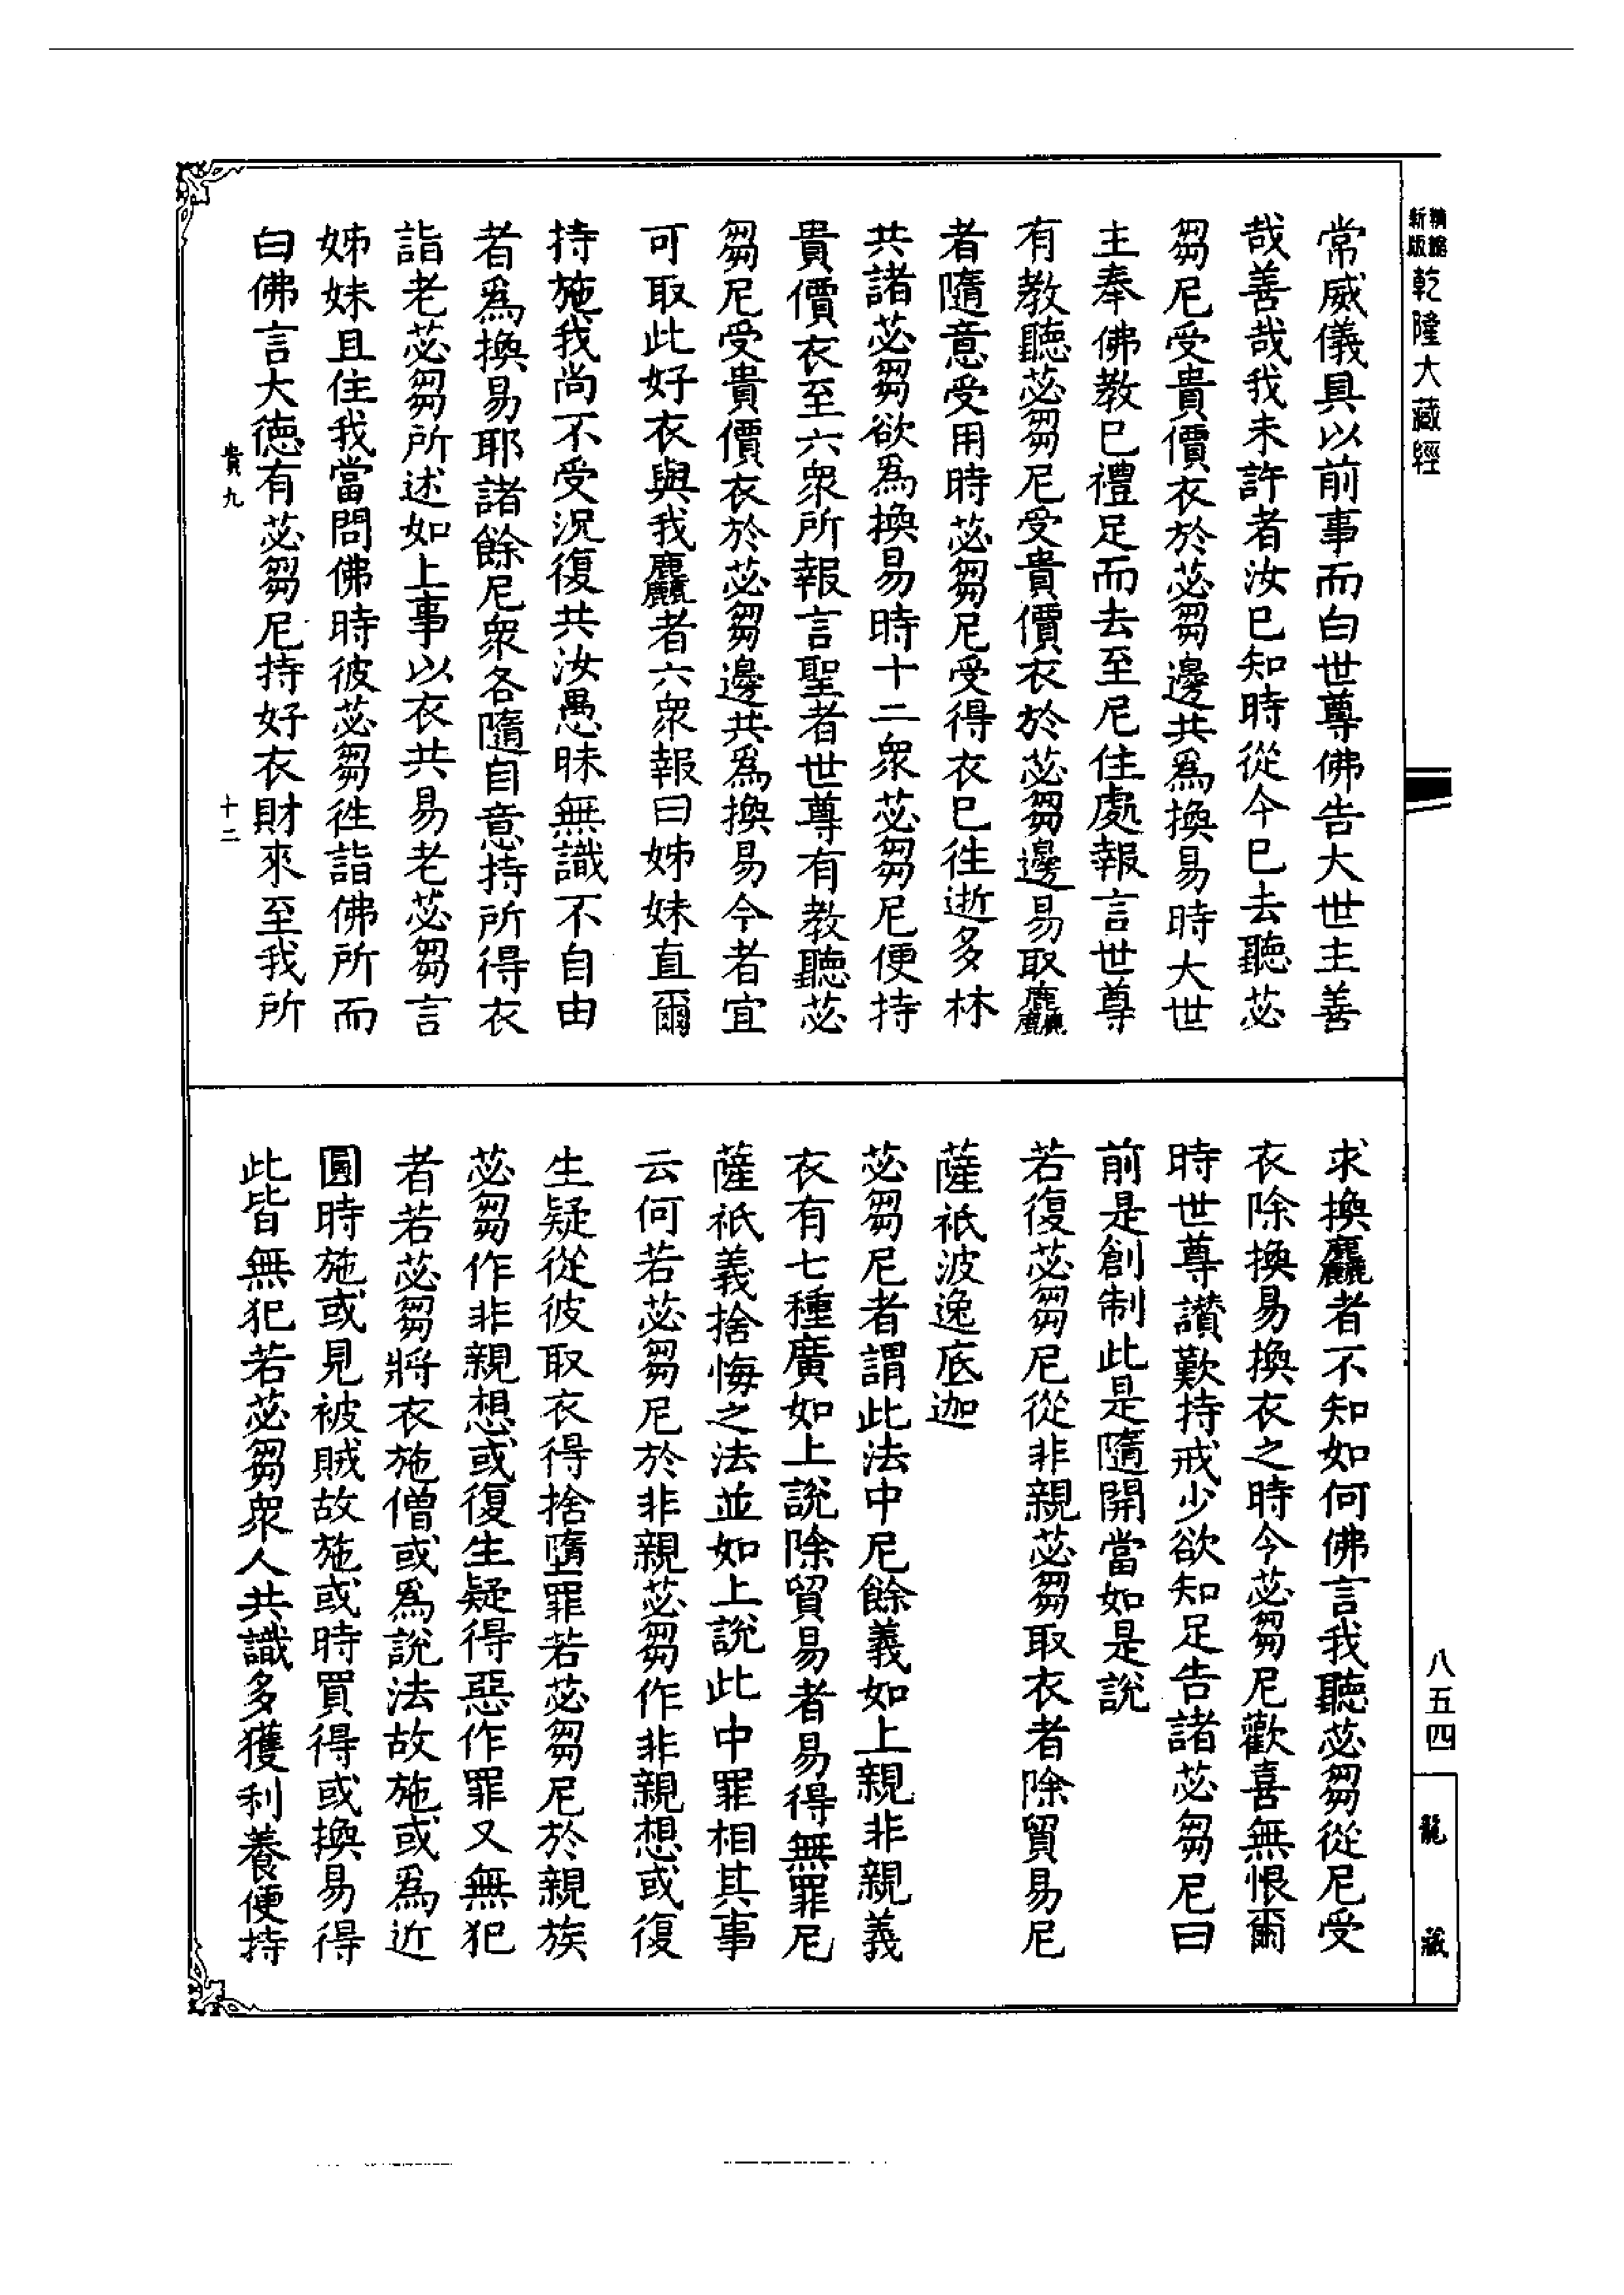 精縮
新版
乾隆大藏經
常威儀具以前事而白世尊佛告大世主善
哉善哉我未許者汝巳知時從今巳去聽苾
芻尼受貴價衣於苾芻邊共爲換易時大世
主奉佛教巳禮足而去至尼住處報言世尊
有教聽苾芻尼受貴價衣於苾芻邊易取麤
者隨意受用時苾芻尼受得衣巳徃逝多林
共諸苾芻欲爲換易時十二衆苾芻尼便持
貴價衣至六衆所報言聖者世尊有教聽苾
芻尼受貴價衣於苾芻邊共爲換易今者宜
可取此好衣與我麤者六衆報曰姊妹直爾
持施我尚不受況復共汝愚昧無識不自由
者爲換易耶諸餘尼衆各隨自意持所得衣
詣老苾芻所述如上事以衣共易老苾芻言
姊妹且住我當問佛時彼苾芻徃詣佛所而
白佛言大德有苾芻尼持好衣財來至我所
貴九
十二
求換麤者不知如何佛言我聽苾芻從尼受
衣除換易換衣之時今苾芻尼歡喜無恨爾
時世尊讚歎持戒少欲知足告諸苾芻尼曰
前是創制此是隨開當如是說
若復苾芻尼從非親苾芻取衣者除貿易尼
薩祇波逸底迦
苾芻尼者謂此法中尼餘義如上親非親義
衣有七種廣如上說除貿易者易得無罪尼
薩祇義捨悔之法並如上說此中罪相其事
云何若苾芻尼於非親苾芻作非親想或復
生疑從彼取衣得捨墮罪若苾芻尼於親族
苾芻作非親想或復生疑得惡作罪又無犯
者若苾芻將衣施僧或爲說法故施或爲近
圓時施或見被賊故施或時買得或換易得
此皆無犯若苾芻衆人共識多獲利養便持
八五四
龍藏